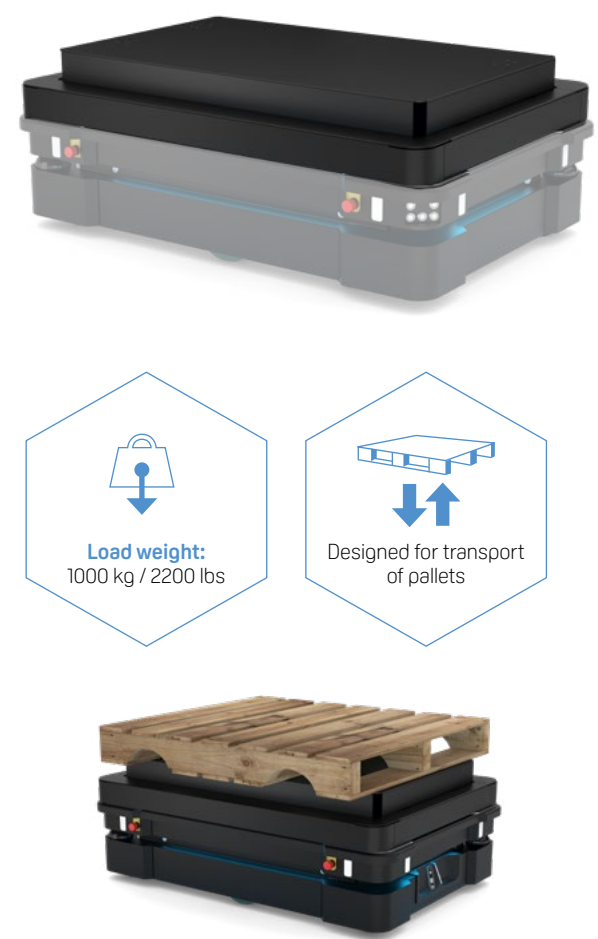 Load weight:
1000 kg / 2200 lbs
Designed for transport
of pallets